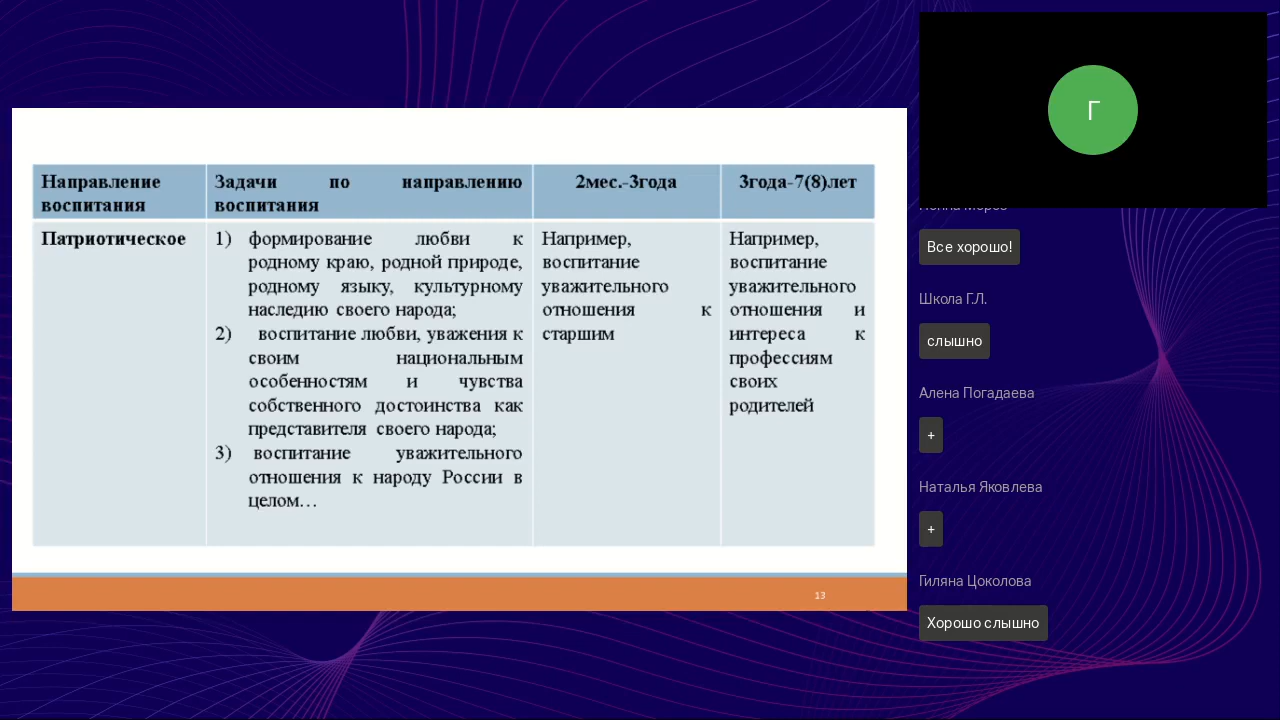 Направление
воспитания
Задачи по направлению
воспитания
2мес.-3года
3года-7(8)лет
Патриотическое
1) формирование любви к
родному краю, родной природе,
родному языку, культурному
наследию своего народа;
2) воспитание любви, уважения к
своим национальным
особенностям и чувства
собственного достоинства как
представителя своего народа;
3) воспитание уважительного
отношения к народу России в
целом…
Например,
воспитание
уважительного
отношения к
старшим
Например,
воспитание
уважительного
отношения и
интереса к
профессиям
своих
родителей
13
Г
Все хорошо!
Школа Г.Л.
слышно
Алена Погадаева
+
Наталья Яковлева
+
Гиляна Цоколова
Хорошо слышно